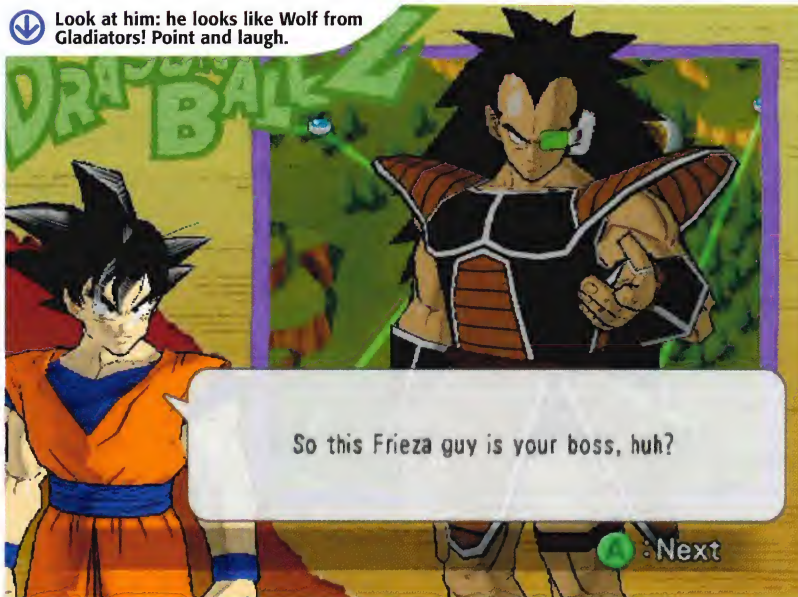 Look at him: he looks like Wolf from
Gladiators! Point and laugh.
DRAGON
BALL Z
So this Frieza guy is your boss, huh?
A : Next